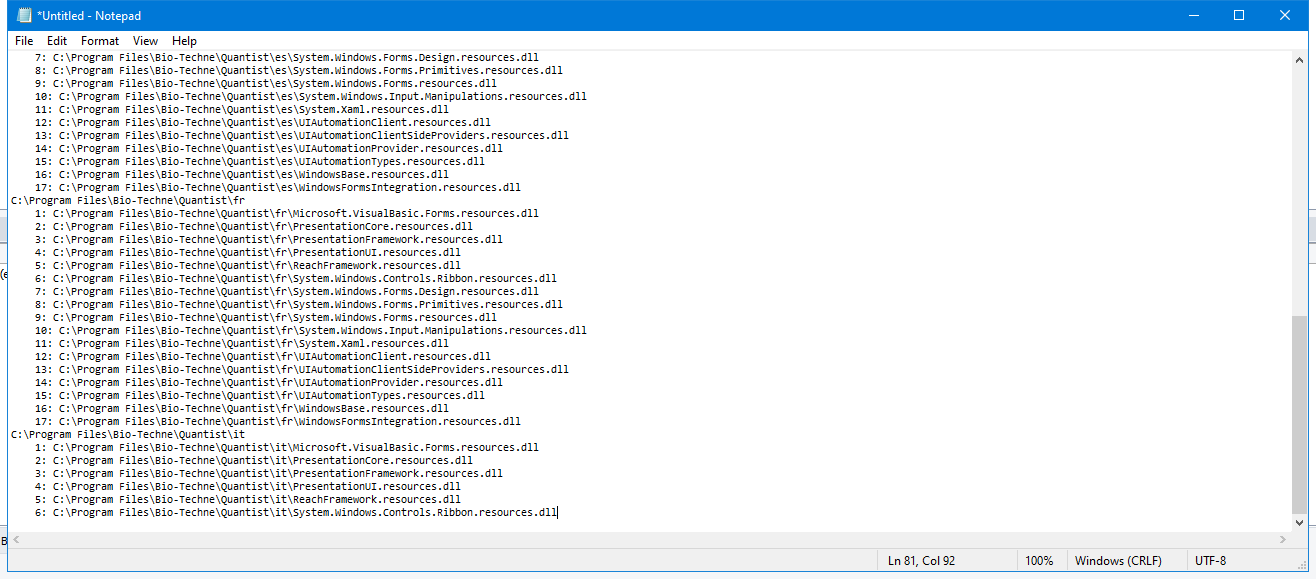 *Untitled - Notepad
File Edit Format View Help
7: C:\Program Files\Bio-Techne\Quantist\es\System.Windows.Forms.Design.resources.dll
8: C:\Program Files\Bio-Techne\Quantist\es\System.Windows.Forms.Primitives.resources.dll
9: C:\Program Files\Bio-Techne\Quantist\es\System.Windows.Forms.resources.dll
10: C:\Program Files\Bio-Techne\Quantist\es\System.Windows.Input.Manipulations.resources.dll
11: C:\Program Files\Bio-Techne\Quantist\es\System.Xaml.resources.dll
12: C:\Program Files\Bio-Techne\Quantist\es\UIAutomationClient.resources.dll
13: C:\Program Files\Bio-Techne\Quantist\es\UIAutomationClientSideProviders.resources.dll
14: C:\Program Files\Bio-Techne\Quantist\es\UIAutomationProvider.resources.dll
15: C:\Program Files\Bio-Techne\Quantist\es\UIAutomationTypes.resources.dll
16: C:\Program Files\Bio-Techne\Quantist\es\WindowsBase.resources.dll
17: C:\Program Files\Bio-Techne\Quantist\es\WindowsFormsIntegration.resources.dll
C:\Program Files\Bio-Techne\Quantist\fr
1: C:\Program Files\Bio-Techne\Quantist\fr\Microsoft.VisualBasic.Forms.resources.dll
2: C:\Program Files\Bio-Techne\Quantist\fr\PresentationCore.resources.dll
3: C:\Program Files\Bio-Techne\Quantist\fr\PresentationFramework.resources.dll
4: C:\Program Files\Bio-Techne\Quantist\fr\PresentationUI.resources.dll
5: C:\Program Files\Bio-Techne\Quantist\fr\ReachFramework.resources.dll
6: C:\Program Files\Bio-Techne\Quantist\fr\System.Windows.Controls.Ribbon.resources.dll
7: C:\Program Files\Bio-Techne\Quantist\fr\System.Windows.Forms.Design.resources.dll
8: C:\Program Files\Bio-Techne\Quantist\fr\System.Windows.Forms.Primitives.resources.dll
9: C:\Program Files\Bio-Techne\Quantist\fr\System.Windows.Forms.resources.dll
10: C:\Program Files\Bio-Techne\Quantist\fr\System.Windows.Input.Manipulations.resources.dll
11: C:\Program Files\Bio-Techne\Quantist\fr\System.Xaml.resources.dll
12: C:\Program Files\Bio-Techne\Quantist\fr\UIAutomationClient.resources.dll
13: C:\Program Files\Bio-Techne\Quantist\fr\UIAutomationClientSideProviders.resources.dll
14: C:\Program Files\Bio-Techne\Quantist\fr\UIAutomationProvider.resources.dll
15: C:\Program Files\Bio-Techne\Quantist\fr\UIAutomationTypes.resources.dll
16: C:\Program Files\Bio-Techne\Quantist\fr\WindowsBase.resources.dll
17: C:\Program Files\Bio-Techne\Quantist\fr\WindowsFormsIntegration.resources.dll
C:\Program Files\Bio-Techne\Quantist\it
1: C:\Program Files\Bio-Techne\Quantist\it\Microsoft.VisualBasic.Forms.resources.dll
2: C:\Program Files\Bio-Techne\Quantist\it\PresentationCore.resources.dll
3: C:\Program Files\Bio-Techne\Quantist\it\PresentationFramework.resources.dll
4: C:\Program Files\Bio-Techne\Quantist\it\PresentationUI.resources.dll
5: C:\Program Files\Bio-Techne\Quantist\it\ReachFramework.resources.dll
6: C:\Program Files\Bio-Techne\Quantist\it\System.Windows.Controls.Ribbon.resources.dll
Ln 81, Col 92 100% Windows (CRLF) UTF-8